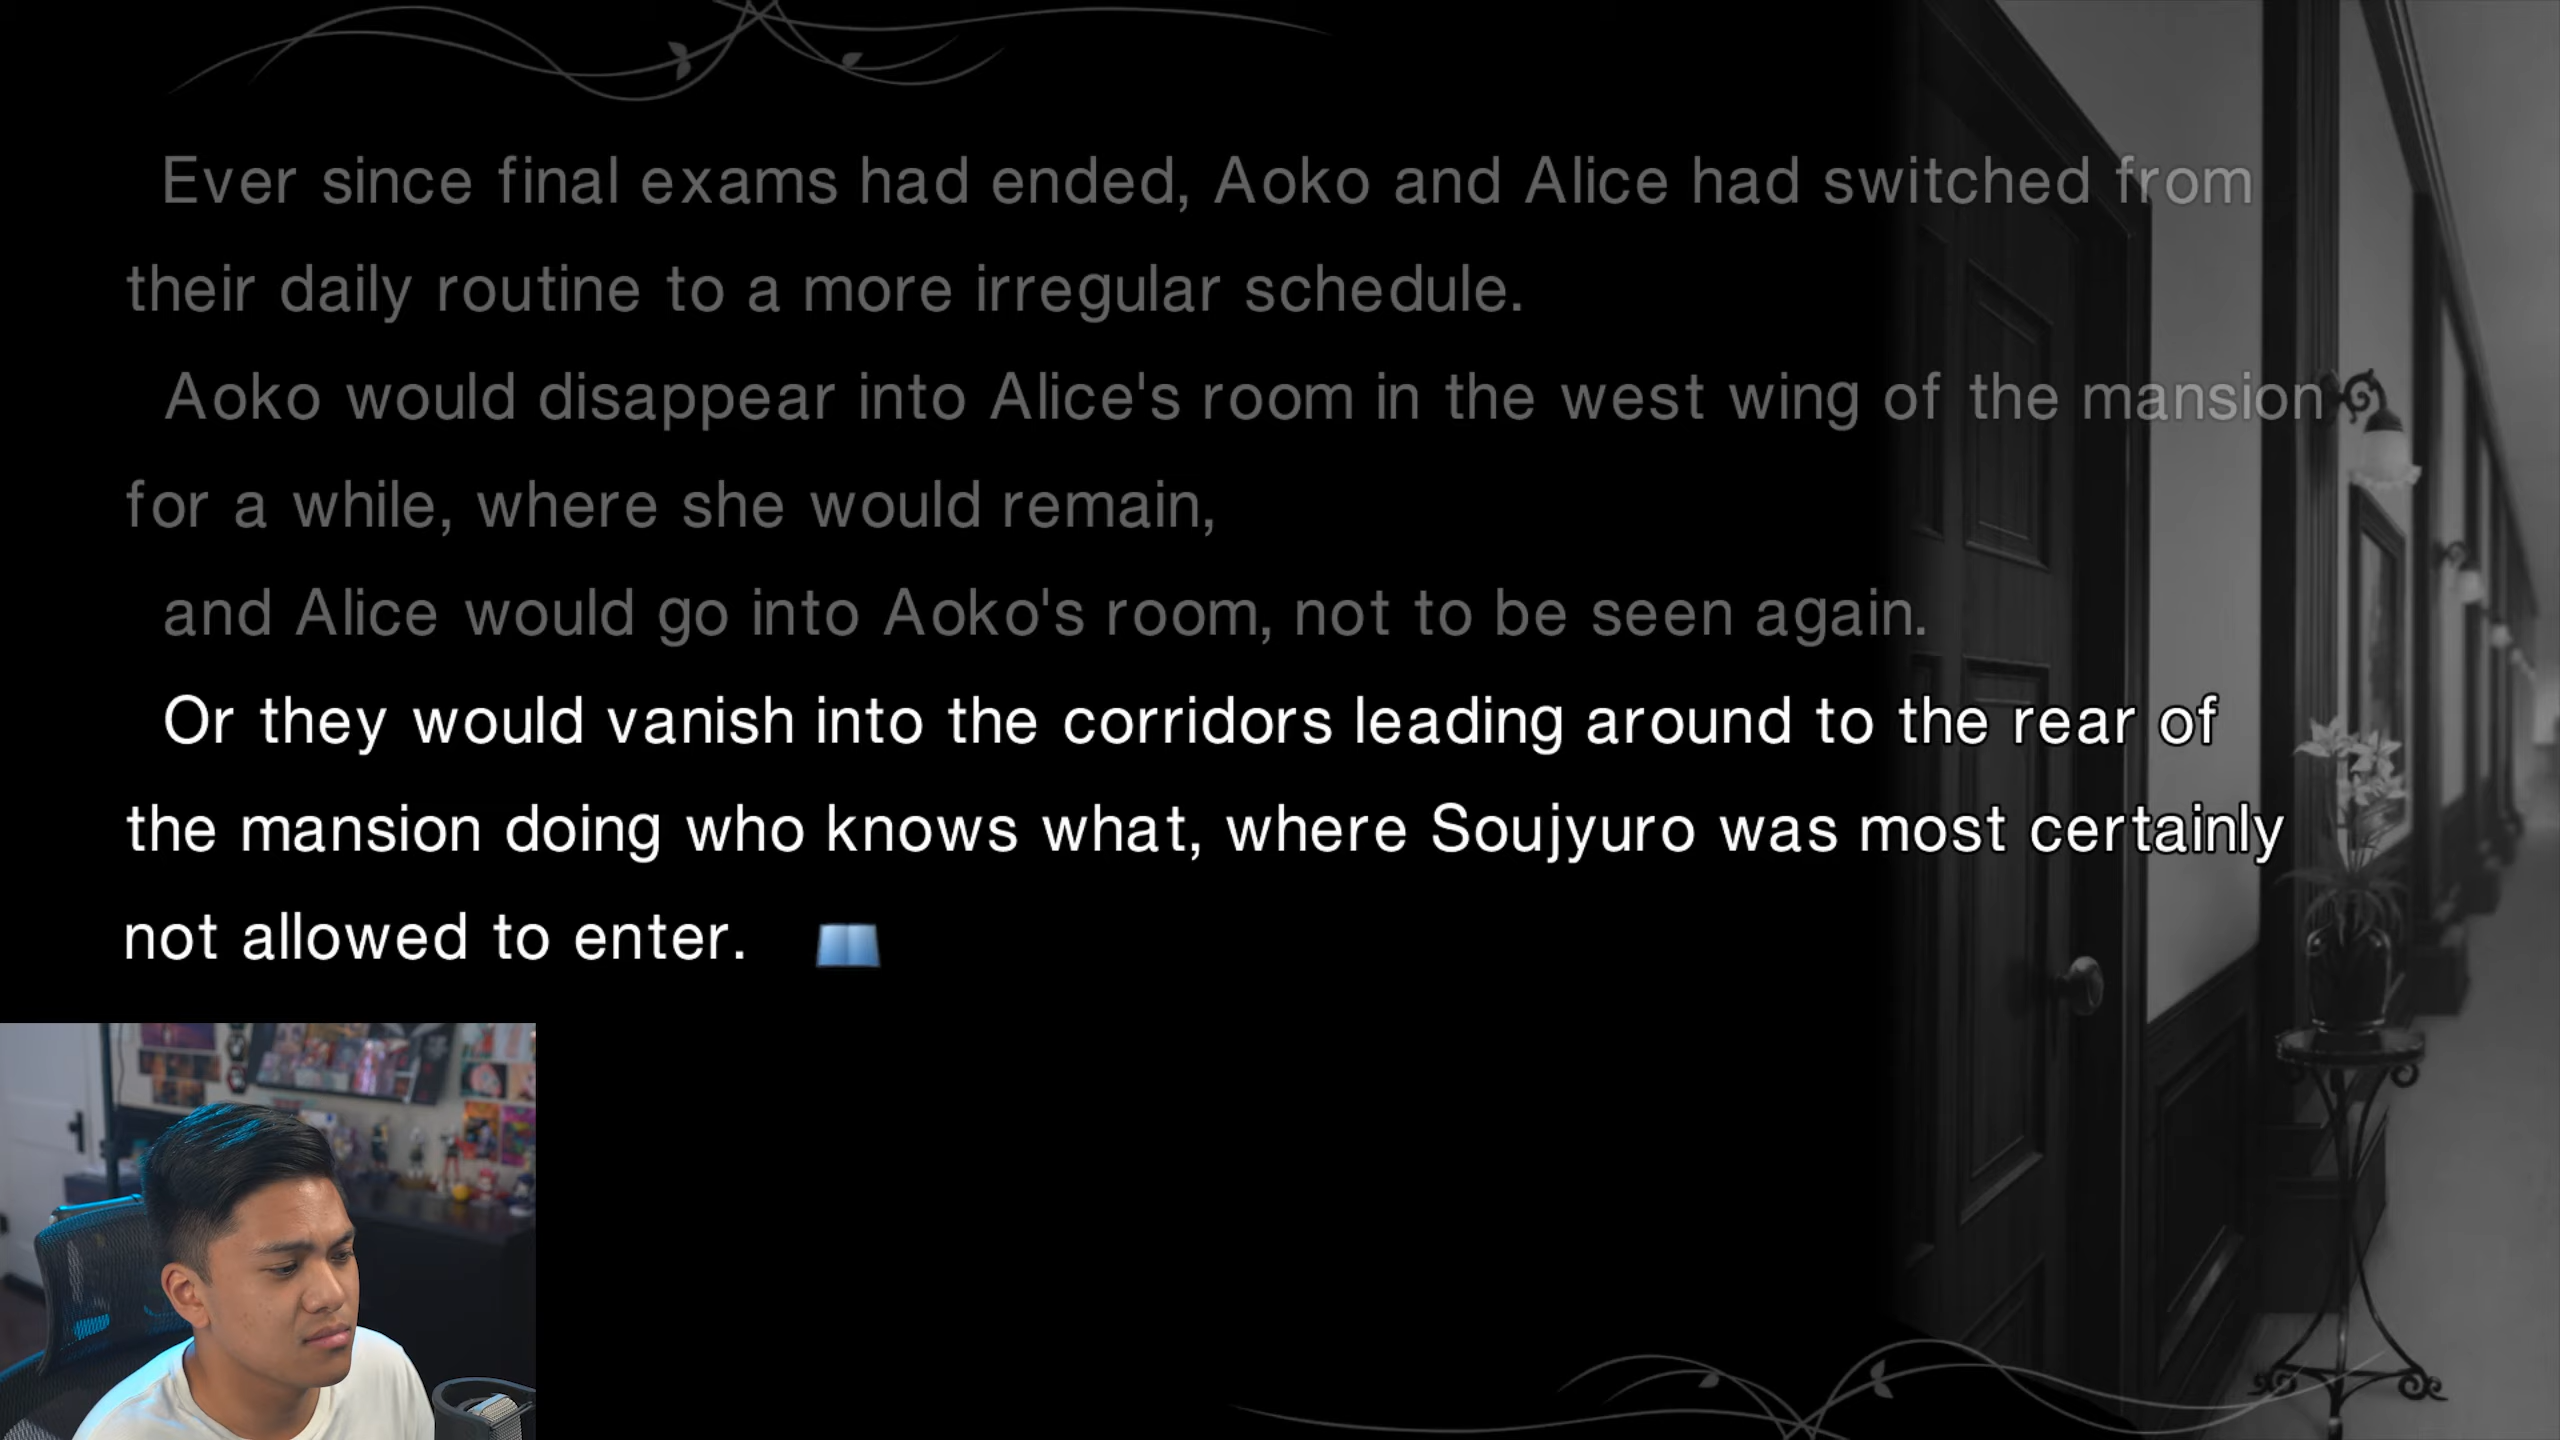 Ever since final exams had ended, Aoko and Alice had switched from
their daily routine to a more irregular schedule.
Aoko would disappear into Alice's room in the west wing of the mansion
for a while, where she would remain,
and Alice would go into Aoko's room, not to be seen again.
Or they would vanish into the corridors leading around to the rear of
the mansion doing who knows what, where Soujyuro was most certainly
not allowed to enter.